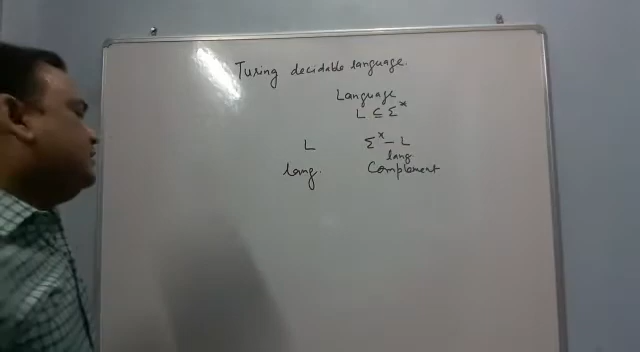 Turing decidable language.
Language
L ⊆ Σ*
L Σ* - L
lang.
lang. Complement